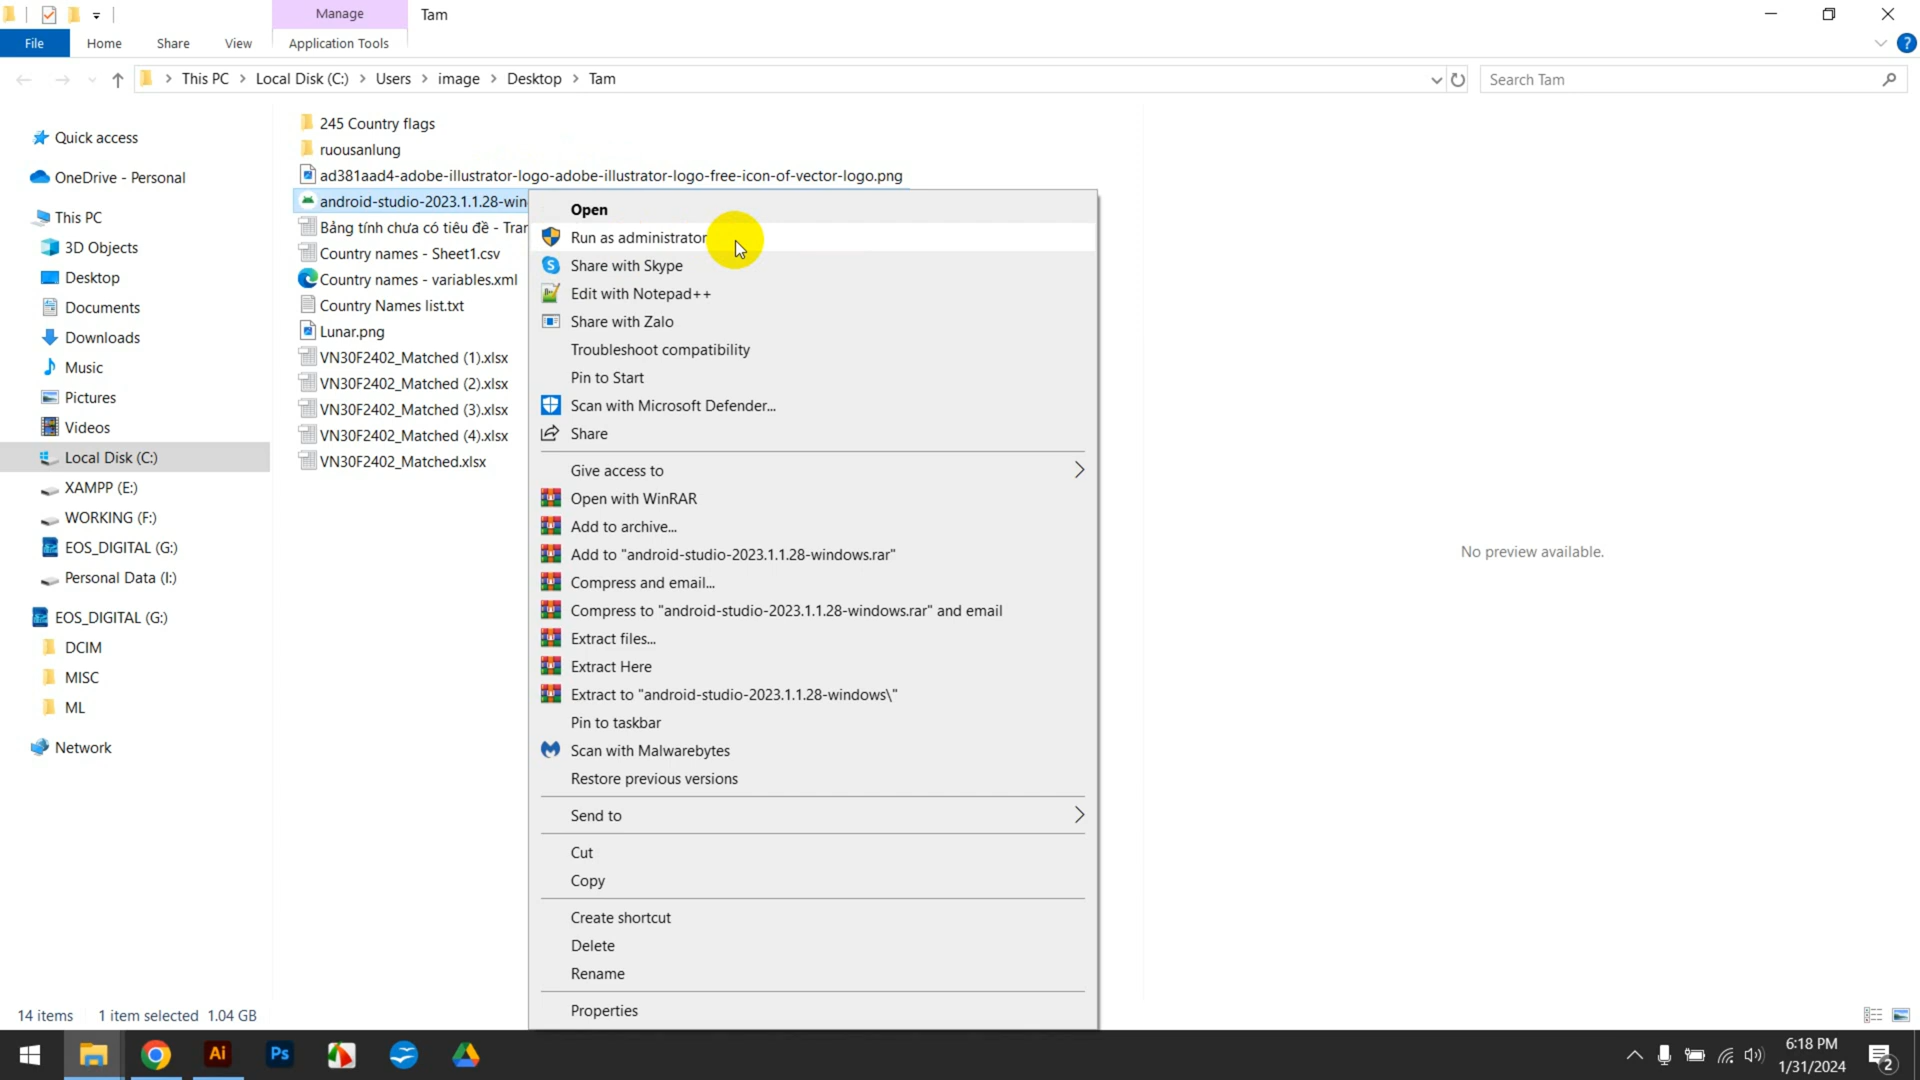 Manage
Tam
File
Home
Share
View
Application Tools
?
This PC
Local Disk (C:)
Users
image
Desktop
Tam
Search Tam
Quick access
OneDrive - Personal
This PC
3D Objects
Desktop
Documents
Downloads
Music
Pictures
Videos
Local Disk (C:)
XAMPP (E:)
WORKING (F:)
EOS_DIGITAL (G:)
Personal Data (I:)
EOS_DIGITAL (G:)
DCIM
MISC
ML
Network
245 Country flags
ruousanlung
ad381aad4-adobe-illustrator-logo-adobe-illustrator-logo-free-icon-of-vector-logo.png
android-studio-2023.1.1.28-win
Bảng tính chưa có tiêu đề - Trar
Country names - Sheet1.csv
Country names - variables.xml
Country Names list.txt
Lunar.png
VN30F2402_Matched (1).xlsx
VN30F2402_Matched (2).xlsx
VN30F2402_Matched (3).xlsx
VN30F2402_Matched (4).xlsx
VN30F2402_Matched.xlsx
Open
Run as administrator
Share with Skype
Edit with Notepad++
Share with Zalo
Troubleshoot compatibility
Pin to Start
Scan with Microsoft Defender...
Share
Give access to
Open with WinRAR
Add to archive...
Add to "android-studio-2023.1.1.28-windows.rar"
Compress and email...
Compress to "android-studio-2023.1.1.28-windows.rar" and email
Extract files...
Extract Here
Extract to "android-studio-2023.1.1.28-windows\"
Pin to taskbar
Scan with Malwarebytes
Restore previous versions
Send to
Cut
Copy
Create shortcut
Delete
Rename
Properties
No preview available.
14 items
1 item selected 1.04 GB
Ai
Ps
6:18 PM
1/31/2024
2